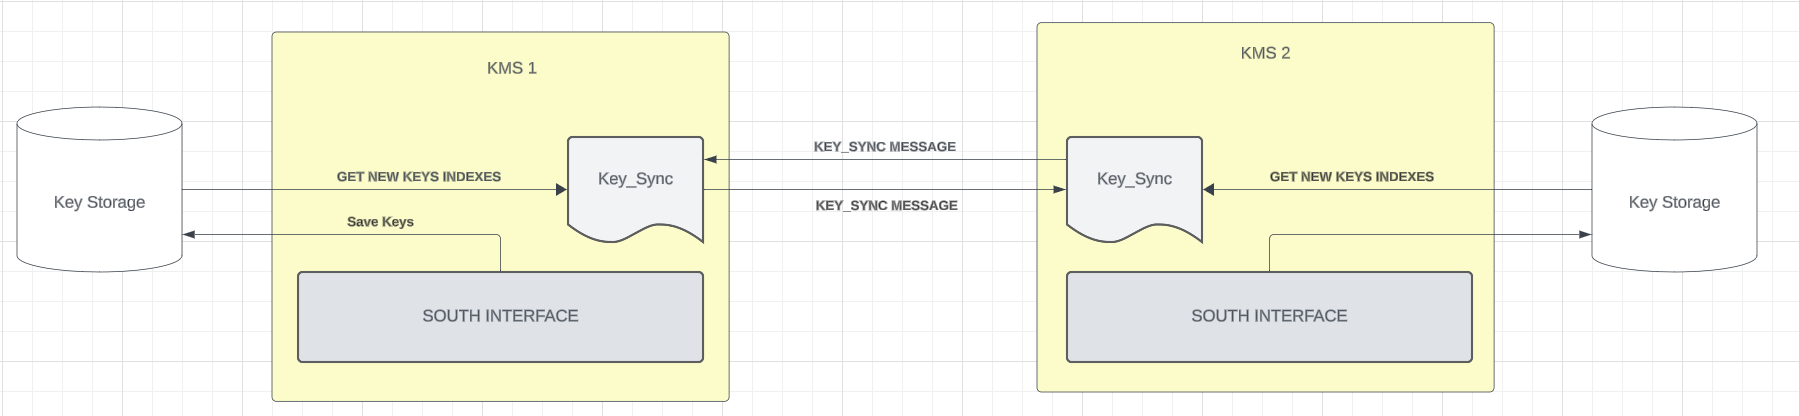 KMS 1
KMS 2
KEY_SYNC MESSAGE
GET NEW KEYS INDEXES
Key_Sync
Key_Sync
GET NEW KEYS INDEXES
Key Storage
KEY_SYNC MESSAGE
Key Storage
Save Keys
SOUTH INTERFACE
SOUTH INTERFACE